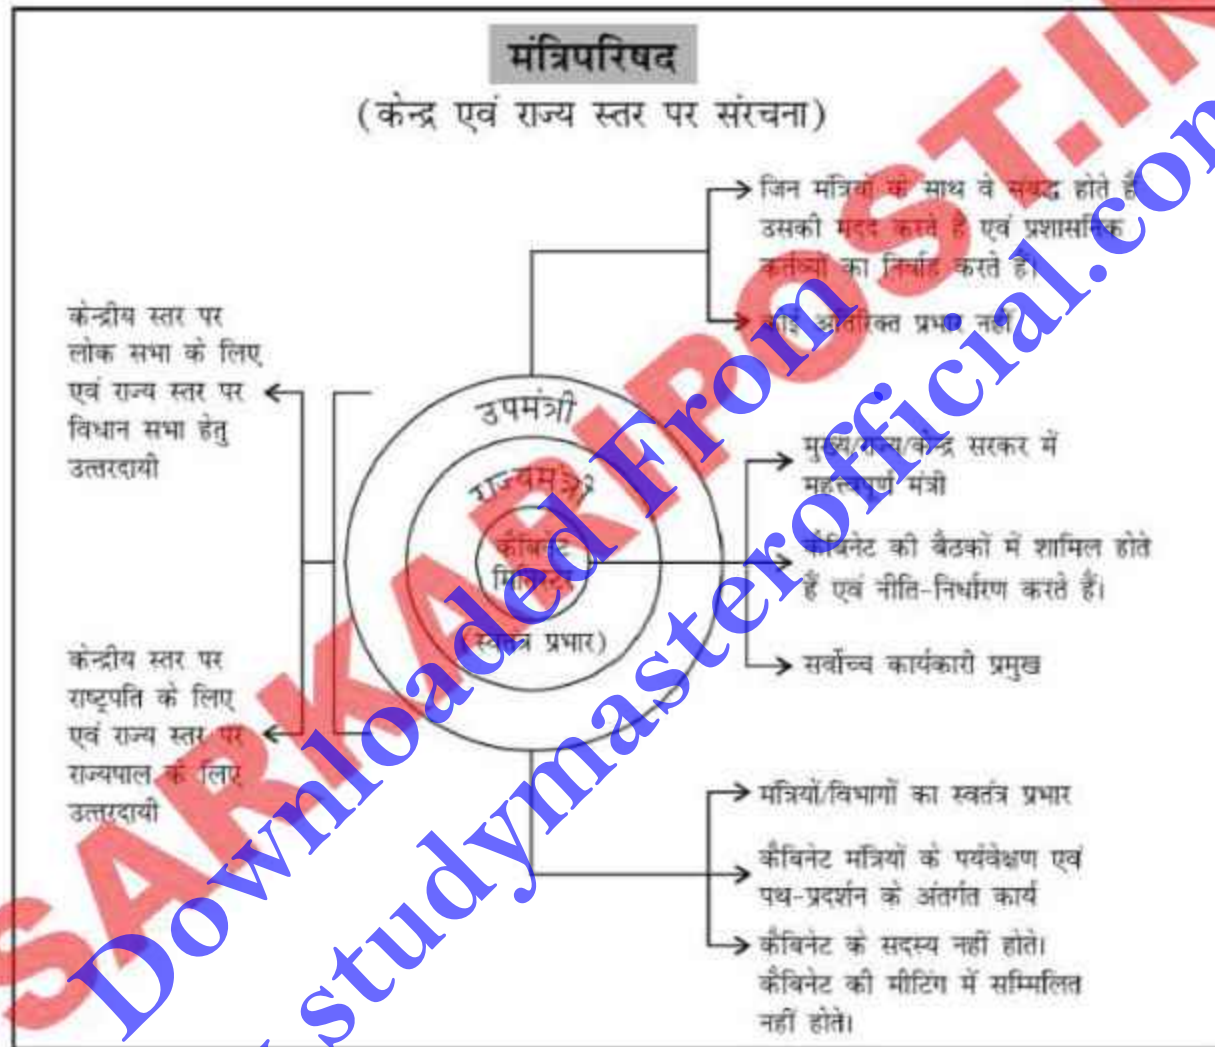 मंत्रिपरिषद
(केन्द्र एवं राज्य स्तर पर संरचना)
जिन मंत्रियों के साथ वे संबद्ध होते हैं
उसकी मदद करते हैं एवं प्रशासनिक
कर्तव्यों का निर्वाह करते हैं।
कोई अतिरिक्त प्रभार नहीं
केन्द्रीय स्तर पर
लोक सभा के लिए
एवं राज्य स्तर पर
विधान सभा हेतु
उत्तरदायी
उपमंत्री
राज्यमंत्री
कैबिनेट
(स्वतंत्र प्रभार)
मुख्य/राज्य/केन्द्र सरकर में
महत्त्वपूर्ण मंत्री
कैबिनेट की बैठकों में शामिल होते
हैं एवं नीति-निर्धारण करते हैं।
सर्वोच्च कार्यकारी प्रमुख
केन्द्रीय स्तर पर
राष्ट्रपति के लिए
एवं राज्य स्तर पर
राज्यपाल के लिए
उत्तरदायी
मंत्रियों/विभागों का स्वतंत्र प्रभार
कैबिनेट मंत्रियों के पर्यवेक्षण एवं
पथ-प्रदर्शन के अंतर्गत कार्य
कैबिनेट के सदस्य नहीं होते।
कैबिनेट की मीटिंग में सम्मिलित
नहीं होते।
SARKARIPOST.IN
Downloaded From
studymasterofficial.com